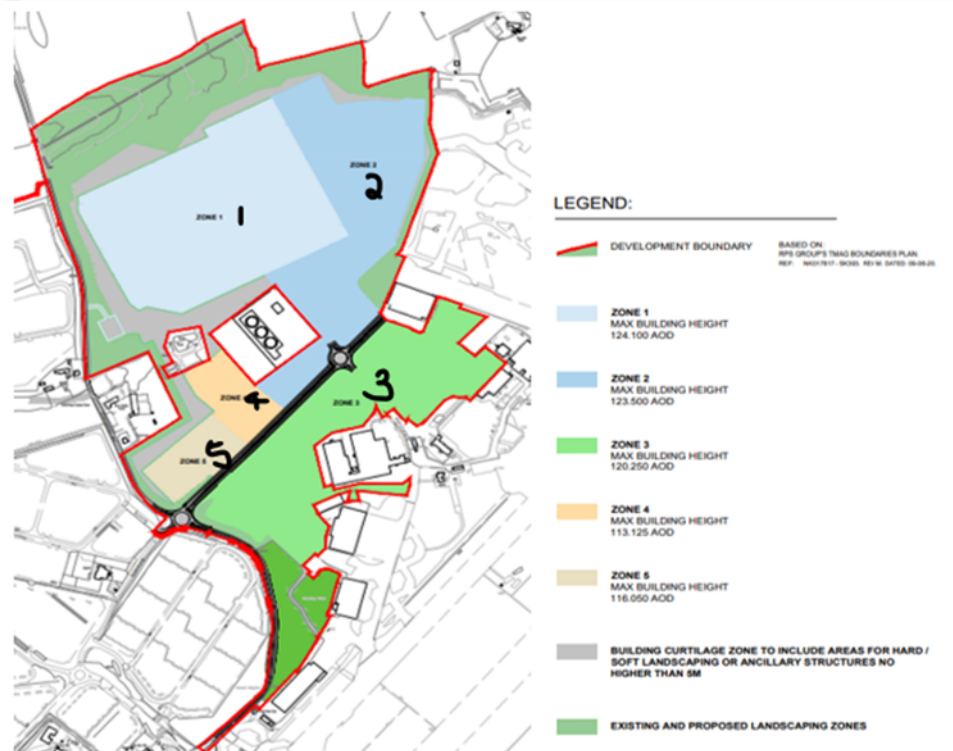 ZONE 2
2
ZONE 1
1
3
ZONE 3
ZONE
4
ZONE 5
5
LEGEND:
DEVELOPMENT BOUNDARY
BASED ON:
RPS GROUP'S TMAG BOUNDARIES PLAN.
ZONE 1
MAX BUILDING HEIGHT
124.100 AOD
ZONE 2
MAX BUILDING HEIGHT
123.500 AOD
ZONE 3
MAX BUILDING HEIGHT
120.250 AOD
ZONE 4
MAX BUILDING HEIGHT
113.125 AOD
ZONE 5
MAX BUILDING HEIGHT
116.050 AOD
BUILDING CURTILAGE ZONE TO INCLUDE AREAS FOR HARD /
SOFT LANDSCAPING OR ANCILLARY STRUCTURES NO
HIGHER THAN 5M
EXISTING AND PROPOSED LANDSCAPING ZONES